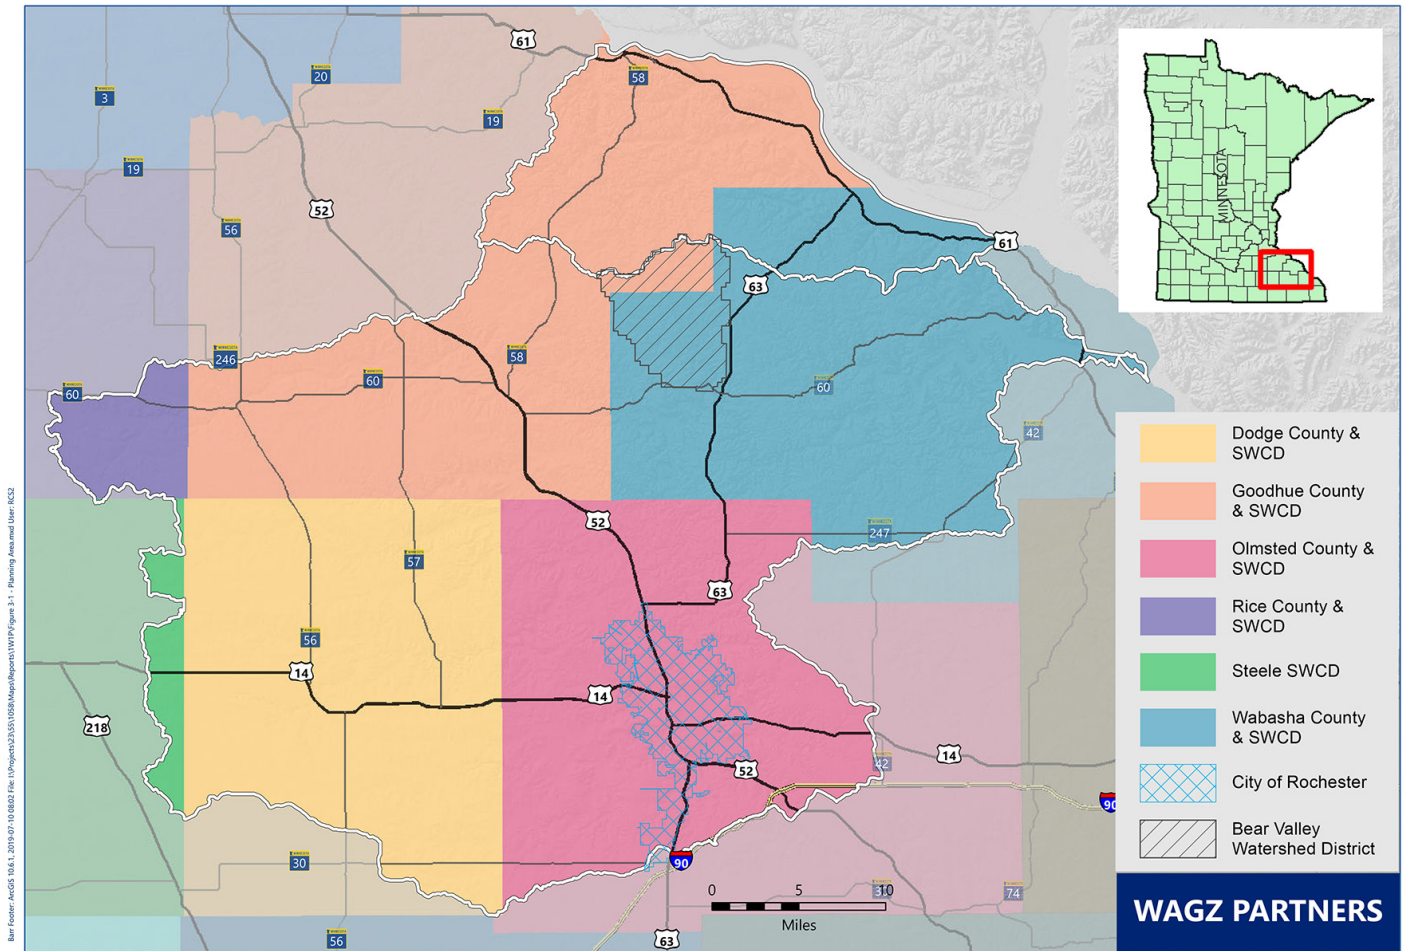 61
20
58
3
19
19
52
56
61
63
246
58
60
60
60
42
52
247
57
63
56
14
14
218
14
52
42
90
90
30
74
56
63
0 5 10
Miles
MINNESOTA
Dodge County &
SWCD
Goodhue County
& SWCD
Olmsted County &
SWCD
Rice County &
SWCD
Steele SWCD
Wabasha County
& SWCD
City of Rochester
Bear Valley
Watershed District
WAGZ PARTNERS